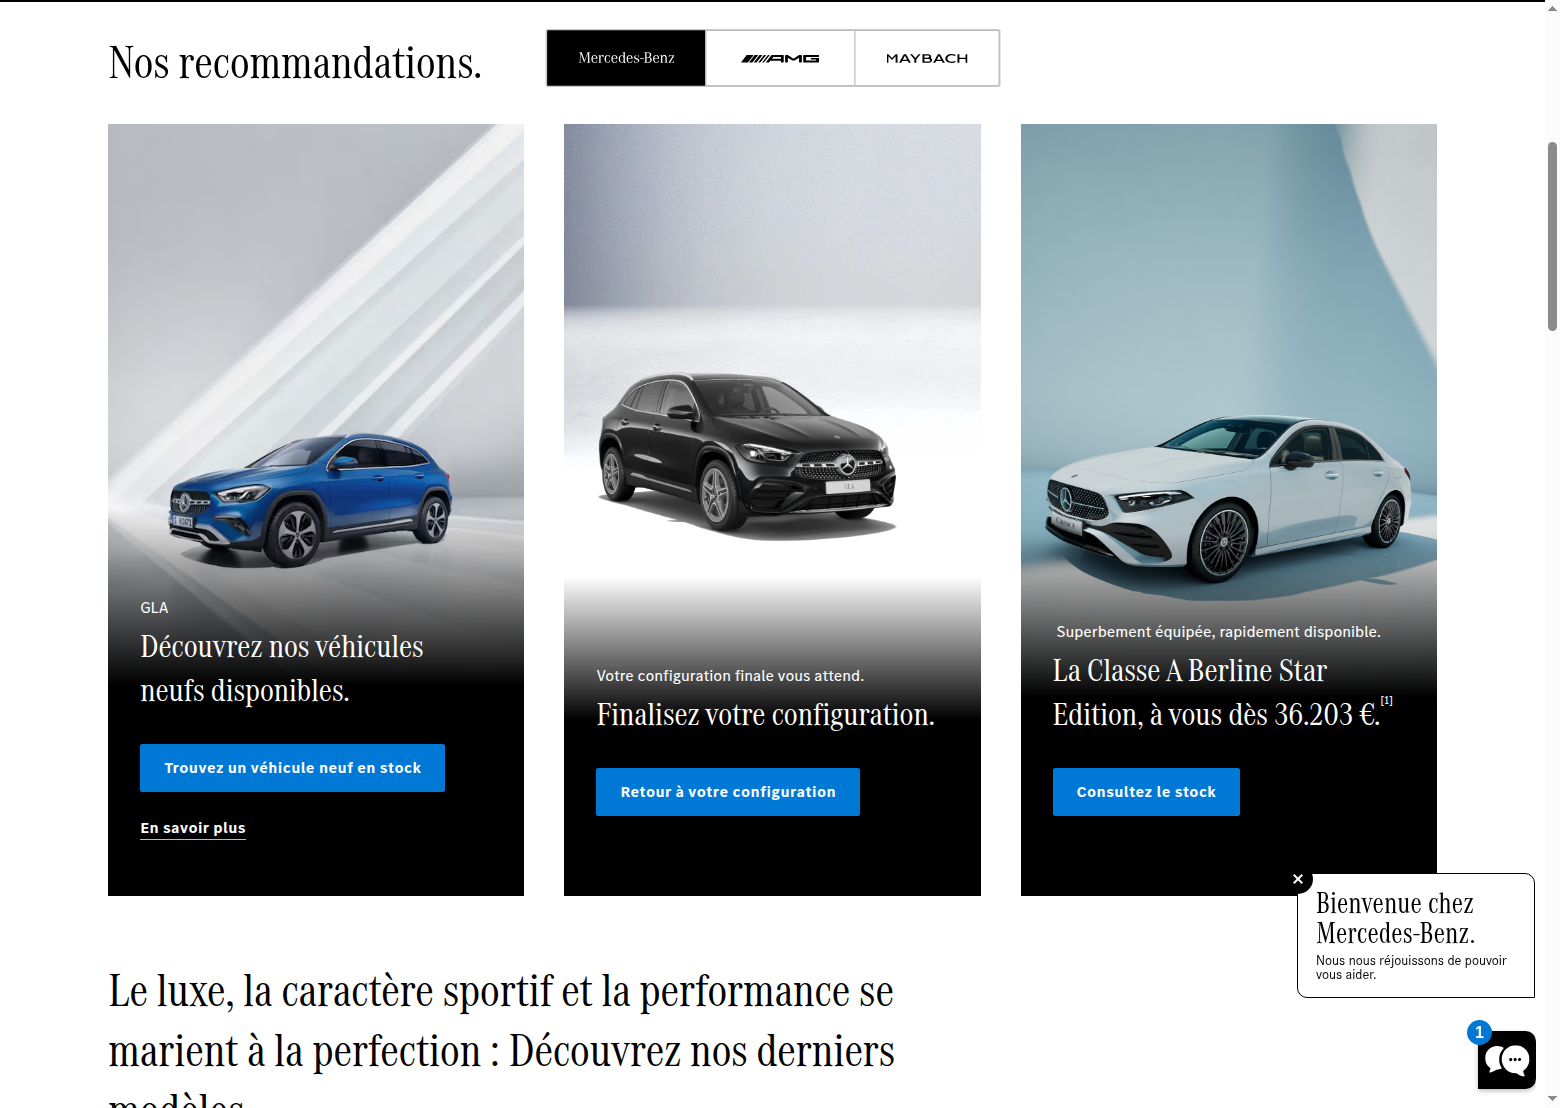 Nos recommandations.
Mercedes-Benz
AMG
MAYBACH
GLA
Découvrez nos véhicules
neufs disponibles.
Trouvez un véhicule neuf en stock
En savoir plus
GLA
Votre configuration finale vous attend.
Finalisez votre configuration.
Retour à votre configuration
Classe A
Superbement équipée, rapidement disponible.
La Classe A Berline Star
Edition, à vous dès 36.203 €.[1]
Consultez le stock
Bienvenue chez
Mercedes-Benz.
Nous nous réjouissons de pouvoir
vous aider.
Le luxe, la caractère sportif et la performance se
marient à la perfection : Découvrez nos derniers
modèles
1